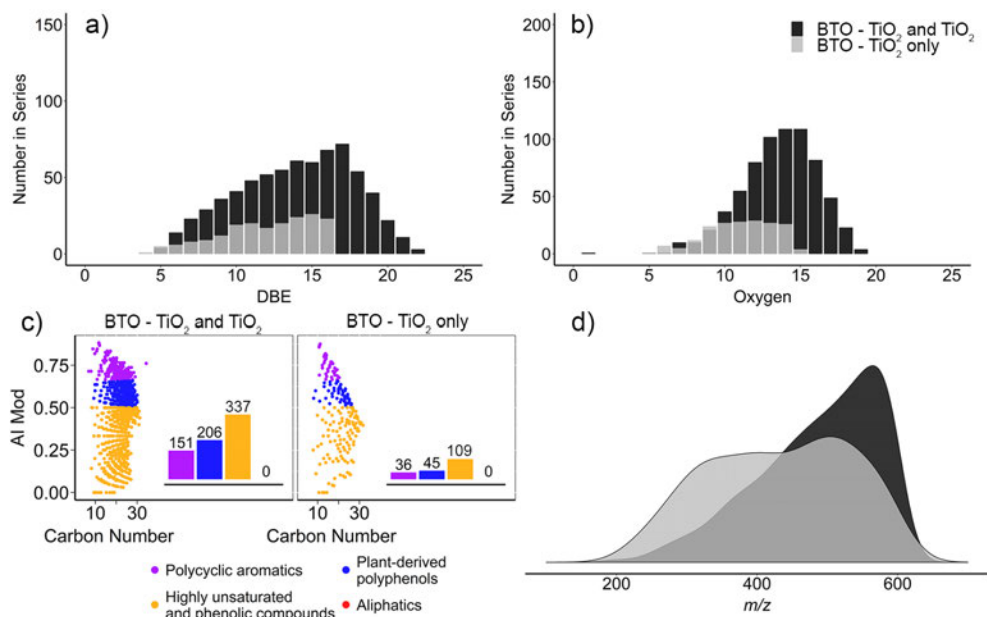 a)
150
100
50
0
Number in Series
0 5 10 15 20 25
DBE
b)
200
150
100
50
0
Number in Series
0 5 10 15 20 25
Oxygen
BTO - TiO₂ and TiO₂
BTO - TiO₂ only
c)
BTO - TiO₂ and TiO₂
BTO - TiO₂ only
0.75
0.50
0.25
0.00
AI Mod
151 206 337 0
36 45 109 0
10 30
10 30
Carbon Number
Carbon Number
Polycyclic aromatics
Plant-derived
polyphenols
Highly unsaturated
and phenolic compounds
Aliphatics
d)
200 400 600
m/z